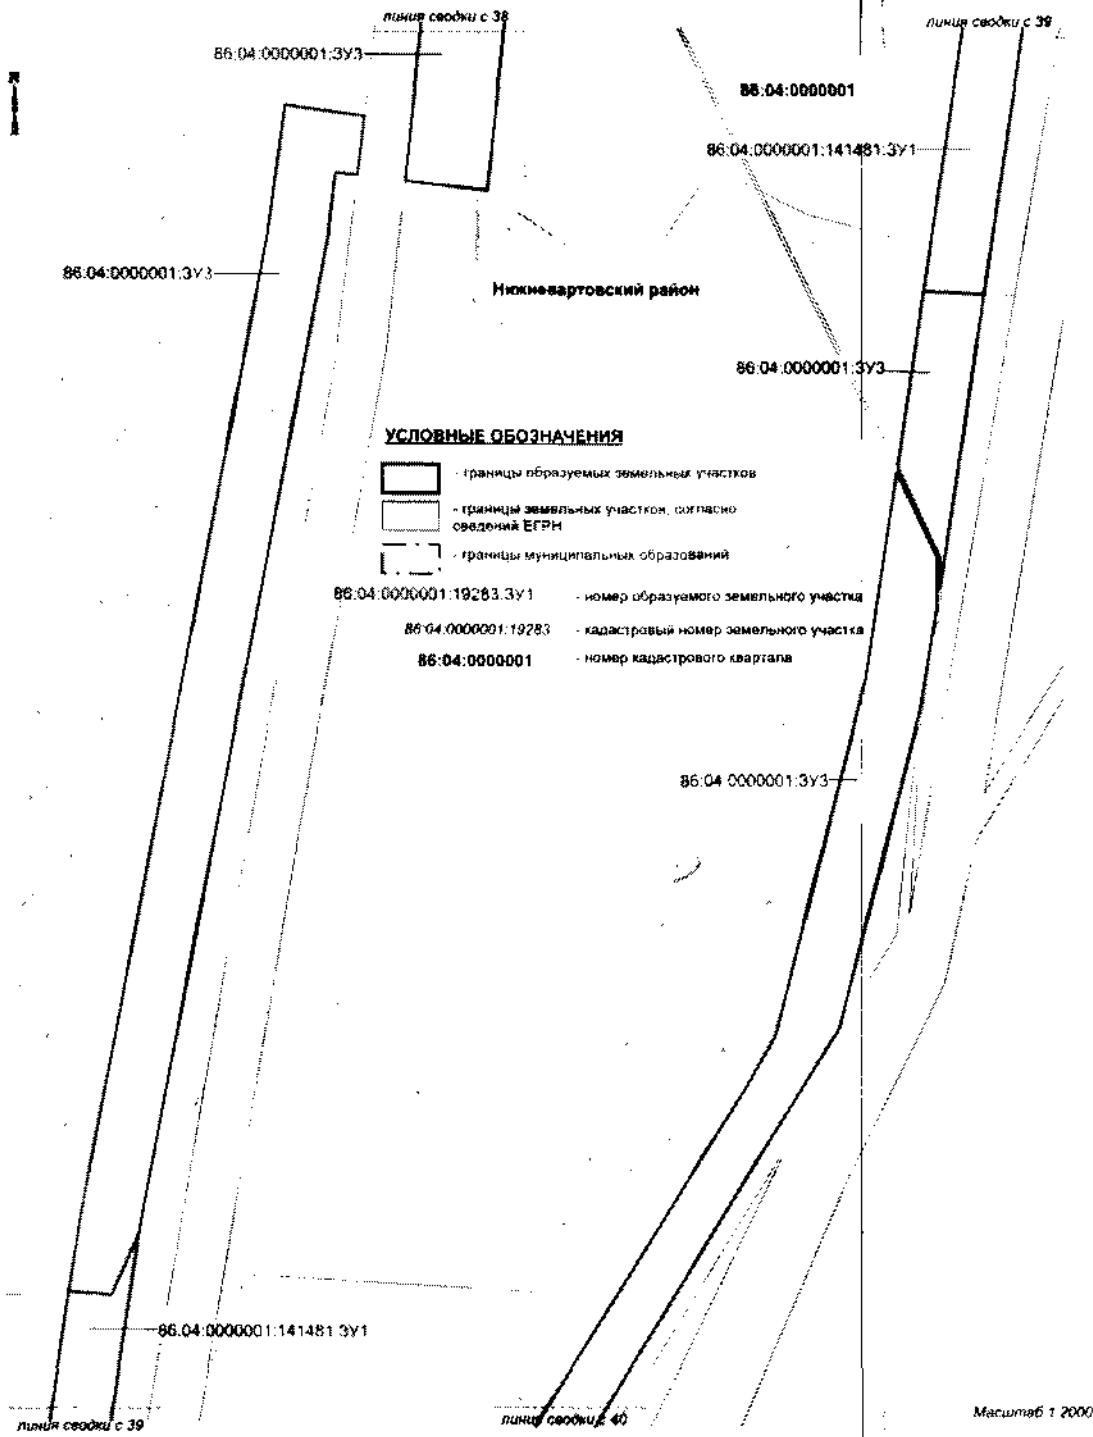 линия сводки с 38
линия сводки с 39
86:04:0000001:ЗУ3
86:04:0000001
86:04:0000001:141481:ЗУ1
86:04:0000001:ЗУ3
Нижневартовский район
86:04:0000001:ЗУ3
УСЛОВНЫЕ ОБОЗНАЧЕНИЯ
- границы образуемых земельных участков
- границы земельных участков, согласно
сведений ЕГРН
- границы муниципальных образований
86:04:0000001:19283:ЗУ1 - номер образуемого земельного участка
86:04:0000001:19283 - кадастровый номер земельного участка
86:04:0000001 - номер кадастрового квартала
86:04:0000001:ЗУ3
86:04:0000001:141481:ЗУ1
линия сводки с 39
линия сводки с 40
Масштаб 1:2000